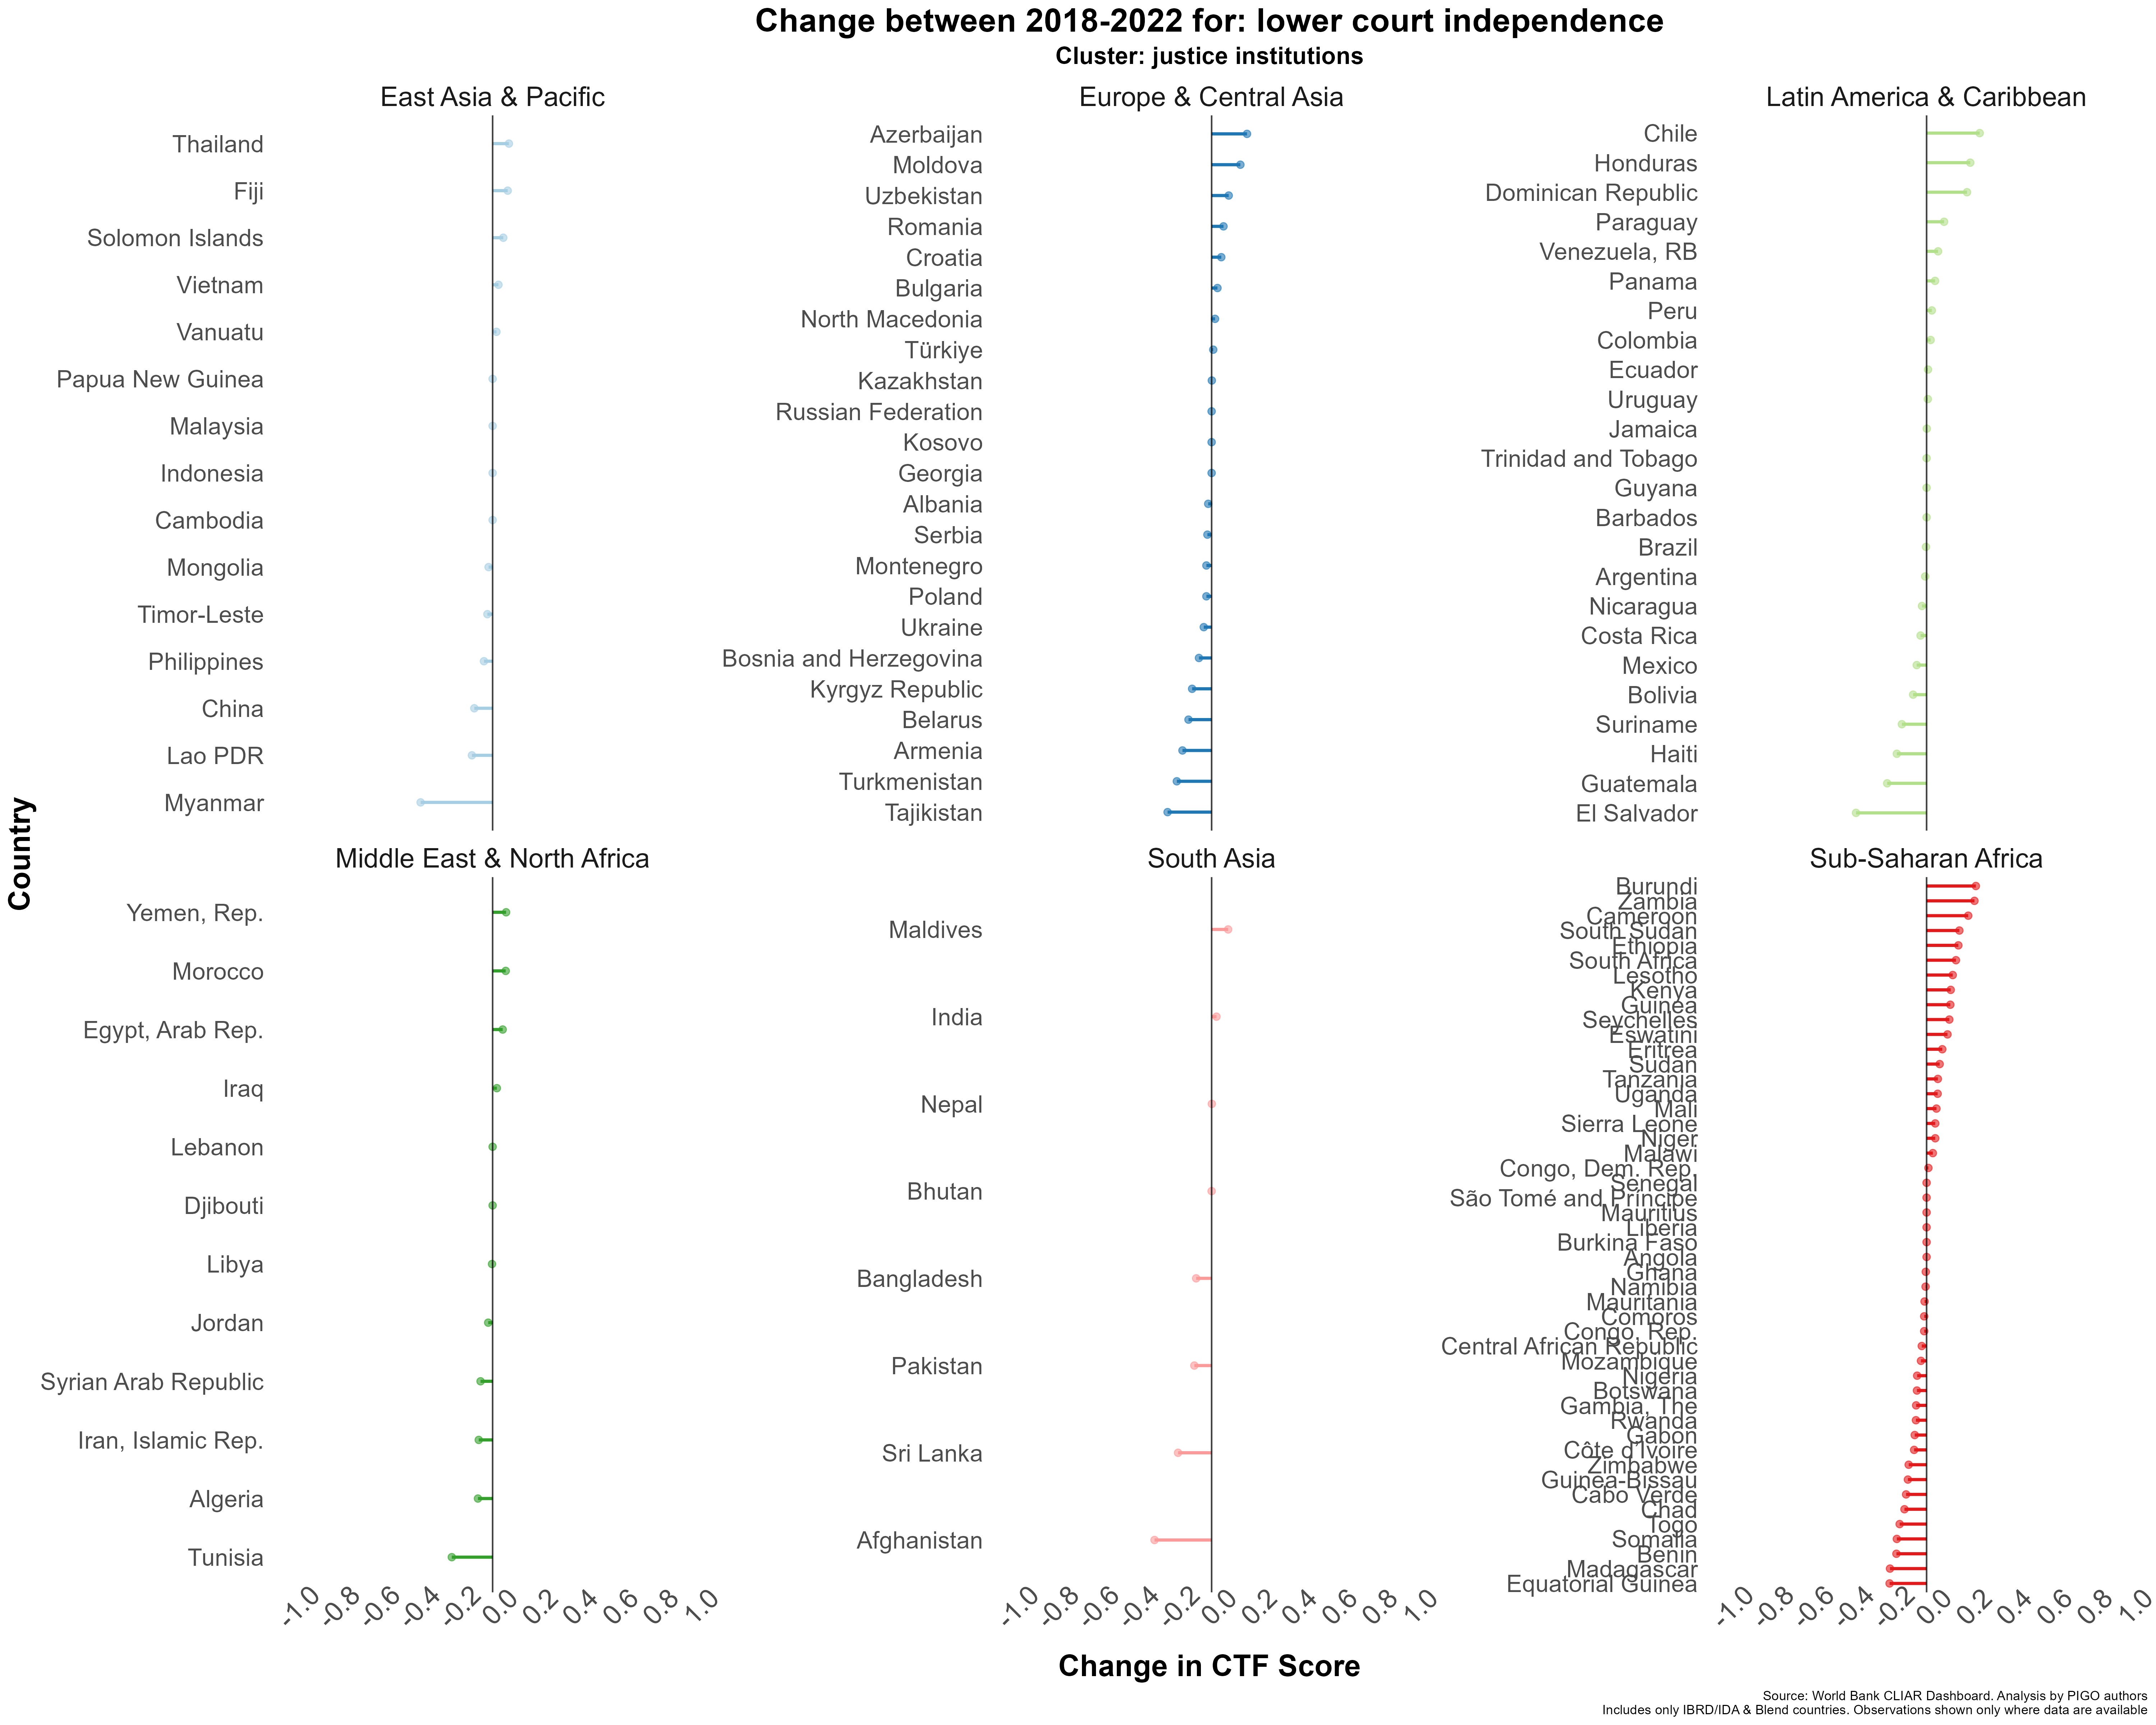 Change between 2018-2022 for: lower court independence
Cluster: justice institutions
East Asia & Pacific
Thailand
Fiji
Solomon Islands
Vietnam
Vanuatu
Papua New Guinea
Malaysia
Indonesia
Cambodia
Mongolia
Timor-Leste
Philippines
China
Lao PDR
Myanmar
Europe & Central Asia
Azerbaijan
Moldova
Uzbekistan
Romania
Croatia
Bulgaria
North Macedonia
Türkiye
Kazakhstan
Russian Federation
Kosovo
Georgia
Albania
Serbia
Montenegro
Poland
Ukraine
Bosnia and Herzegovina
Kyrgyz Republic
Belarus
Armenia
Turkmenistan
Tajikistan
Latin America & Caribbean
Chile
Honduras
Dominican Republic
Paraguay
Venezuela, RB
Panama
Peru
Colombia
Ecuador
Uruguay
Jamaica
Trinidad and Tobago
Guyana
Barbados
Brazil
Argentina
Nicaragua
Costa Rica
Mexico
Bolivia
Suriname
Haiti
Guatemala
El Salvador
Country
Middle East & North Africa
Yemen, Rep.
Morocco
Egypt, Arab Rep.
Iraq
Lebanon
Djibouti
Libya
Jordan
Syrian Arab Republic
Iran, Islamic Rep.
Algeria
Tunisia
-1.0 -0.8 -0.6 -0.4 -0.2 0.0 0.2 0.4 0.6 0.8 1.0
South Asia
Maldives
India
Nepal
Bhutan
Bangladesh
Pakistan
Sri Lanka
Afghanistan
-1.0 -0.8 -0.6 -0.4 -0.2 0.0 0.2 0.4 0.6 0.8 1.0
Sub-Saharan Africa
Burundi
Zambia
Cameroon
South Sudan
Ethiopia
South Africa
Lesotho
Kenya
Guinea
Seychelles
Eswatini
Eritrea
Sudan
Tanzania
Uganda
Mali
Sierra Leone
Niger
Malawi
Congo, Dem. Rep.
Senegal
São Tomé and Príncipe
Mauritius
Liberia
Burkina Faso
Angola
Ghana
Namibia
Mauritania
Comoros
Congo, Rep.
Central African Republic
Mozambique
Nigeria
Botswana
Gambia, The
Rwanda
Gabon
Côte d'Ivoire
Zimbabwe
Guinea-Bissau
Cabo Verde
Chad
Togo
Somalia
Benin
Madagascar
Equatorial Guinea
-1.0 -0.8 -0.6 -0.4 -0.2 0.0 0.2 0.4 0.6 0.8 1.0
Change in CTF Score
Source: World Bank CLIAR Dashboard. Analysis by PIGO authors
Includes only IBRD/IDA & Blend countries. Observations shown only where data are available